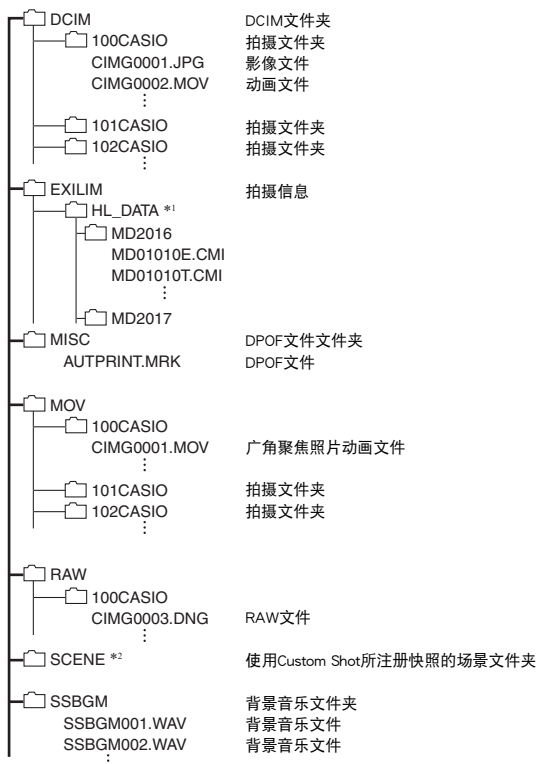 DCIM DCIM文件夹
100CASIO 拍摄文件夹
CIMG0001.JPG 影像文件
CIMG0002.MOV 动画文件
101CASIO 拍摄文件夹
102CASIO 拍摄文件夹
EXILIM 拍摄信息
HL_DATA *1
MD2016
MD01010E.CMI
MD01010T.CMI
MD2017
MISC DPOF文件文件夹
AUTPRINT.MRK DPOF文件
MOV
100CASIO
CIMG0001.MOV 广角聚焦照片动画文件
101CASIO 拍摄文件夹
102CASIO 拍摄文件夹
RAW
100CASIO
CIMG0003.DNG RAW文件
SCENE *2 使用Custom Shot所注册快照的场景文件夹
SSBGM 背景音乐文件夹
SSBGM001.WAV 背景音乐文件
SSBGM002.WAV 背景音乐文件